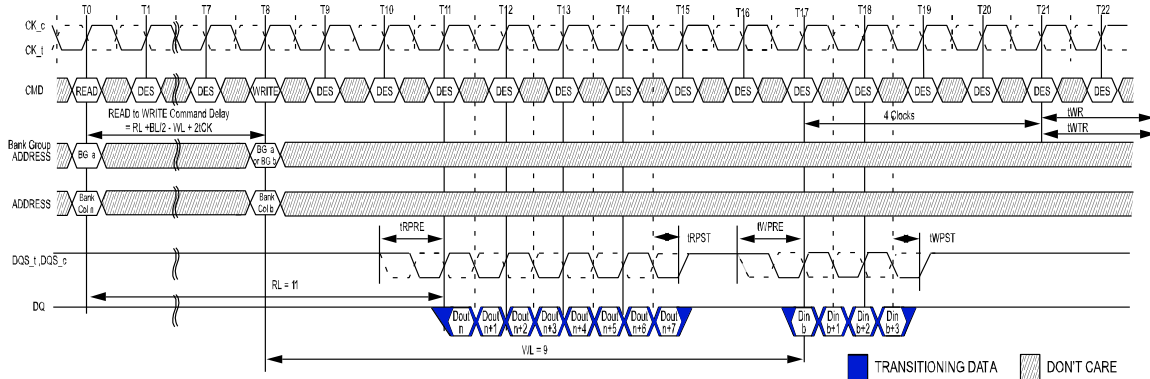 T0 T1 T7 T8 T9 T10 T11 T12 T13 T14 T15 T16 T17 T18 T19 T20 T21 T22
CK_c
CK_t
CMD READ DES DES WRITE DES DES DES DES DES DES DES DES DES DES DES DES DES DES
READ to WRITE Command Delay
= RL +BL/2 - WL + 2tCK
4 Clocks
tWR
tWTR
Bank Group
ADDRESS
BG a
BG a
or BG b
ADDRESS
Bank
Col n
Bank
Col b
tRPRE
tRPST
tWPRE
tWPST
DQS_t ,DQS_c
RL = 11
DQ
Dout Dout Dout Dout Dout Dout Dout Dout Din Din Din Din
n n+1 n+2 n+3 n+4 n+5 n+6 n+7 b b+1 b+2 b+3
WL = 9
TRANSITIONING DATA
DON'T CARE